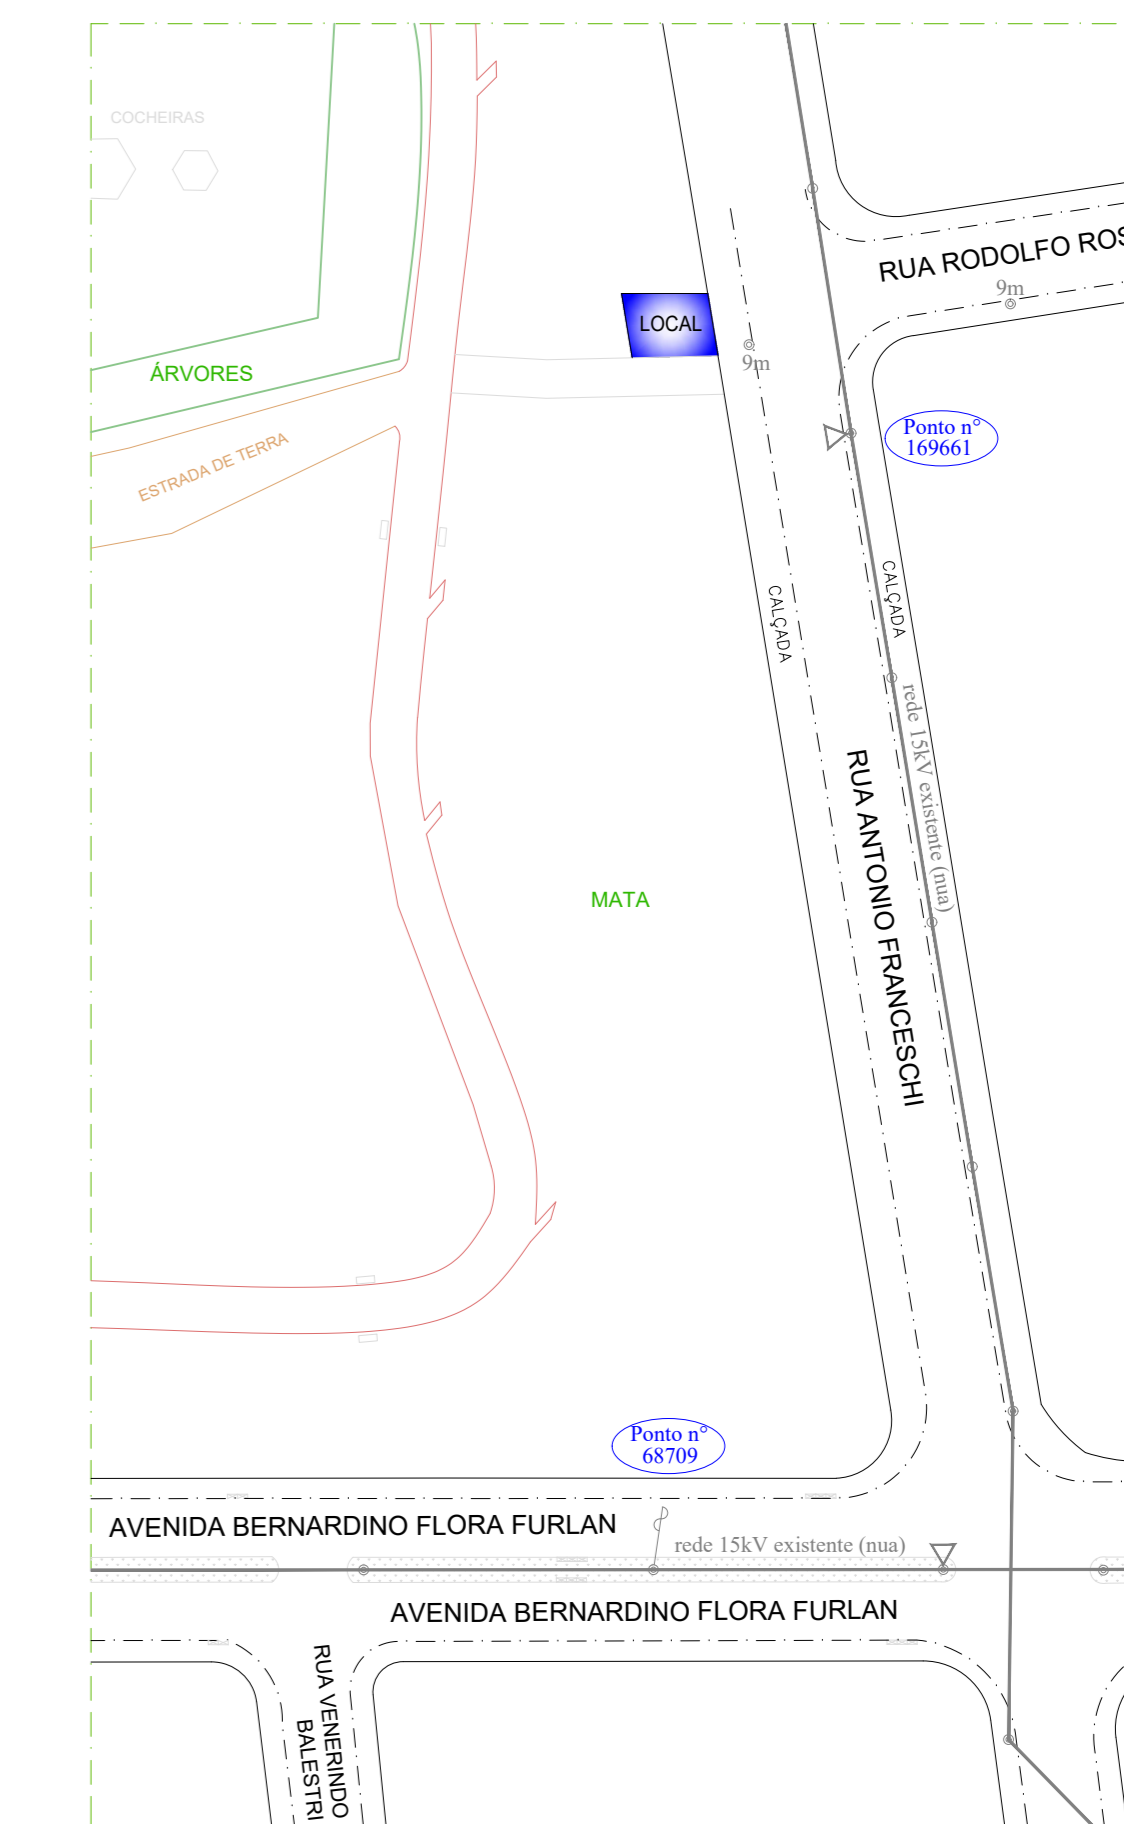 COCHEIRAS
RUA RODOLFO ROS
9m
LOCAL
9m
ÁRVORES
ESTRADA DE TERRA
Ponto n°
169661
CALÇADA
CALÇADA
rede 15kV existente (nua)
RUA ANTONIO FRANCESCHI
MATA
Ponto n°
68709
AVENIDA BERNARDINO FLORA FURLAN
rede 15kV existente (nua)
AVENIDA BERNARDINO FLORA FURLAN
RUA VENERINDO
BALESTRI